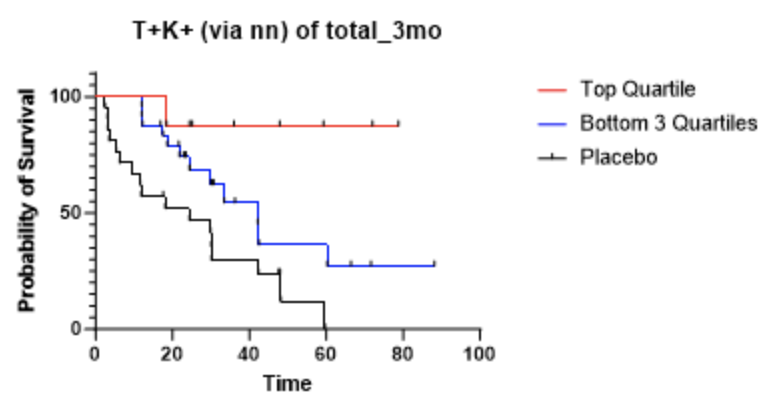 T+K+ (via nn) of total_3mo
Probability of Survival
100
50
0
0 20 40 60 80 100
Time
Top Quartile
Bottom 3 Quartiles
Placebo